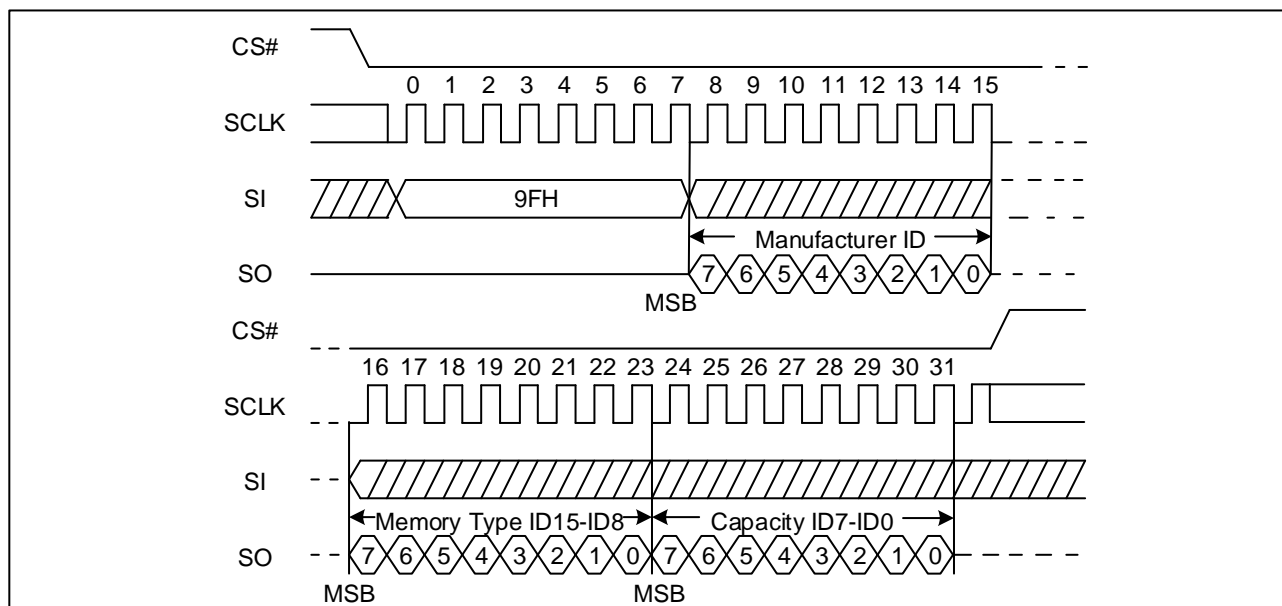 CS#
0 1 2 3 4 5 6 7 8 9 10 11 12 13 14 15
SCLK
SI 9FH
Manufacturer ID
SO 7 6 5 4 3 2 1 0
MSB
CS#
16 17 18 19 20 21 22 23 24 25 26 27 28 29 30 31
SCLK
SI
Memory Type ID15-ID8 Capacity ID7-ID0
SO 7 6 5 4 3 2 1 0 7 6 5 4 3 2 1 0
MSB MSB